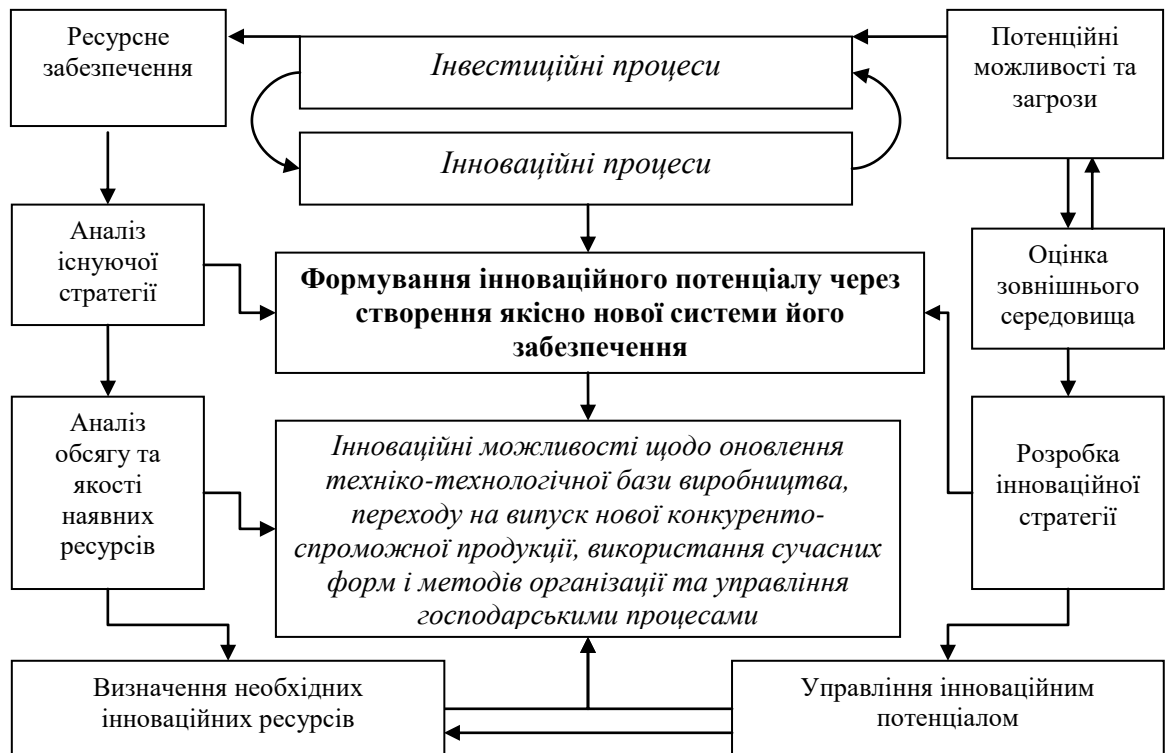 Ресурсне
забезпечення
Інвестиційні процеси
Потенційні
можливості та
загрози
Інноваційні процеси
Аналіз
існуючої
стратегії
Формування інноваційного потенціалу через
створення якісно нової системи його
забезпечення
Оцінка
зовнішнього
середовища
Аналіз
обсягу та
якості
наявних
ресурсів
Інноваційні можливості щодо оновлення
техніко-технологічної бази виробництва,
переходу на випуск нової конкуренто-
спроможної продукції, використання сучасних
форм і методів організації та управління
господарськими процесами
Розробка
інноваційної
стратегії
Визначення необхідних
інноваційних ресурсів
Управління інноваційним
потенціалом